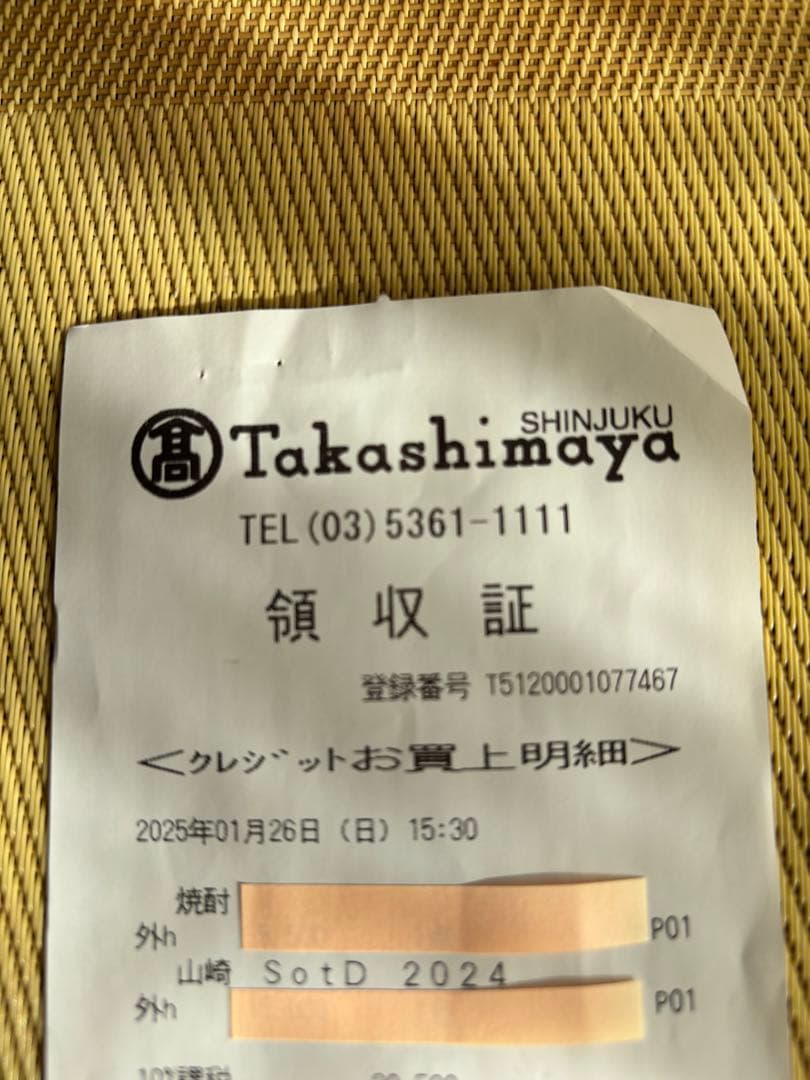 髙 Takashimaya SHINJUKU
TEL(03)5361-1111
領収証
登録番号 T5120001077467
<クレジットお買上明細>
2025年01月26日(日) 15:30
焼酎
外h P01
山崎 SotD 2024
外h P01